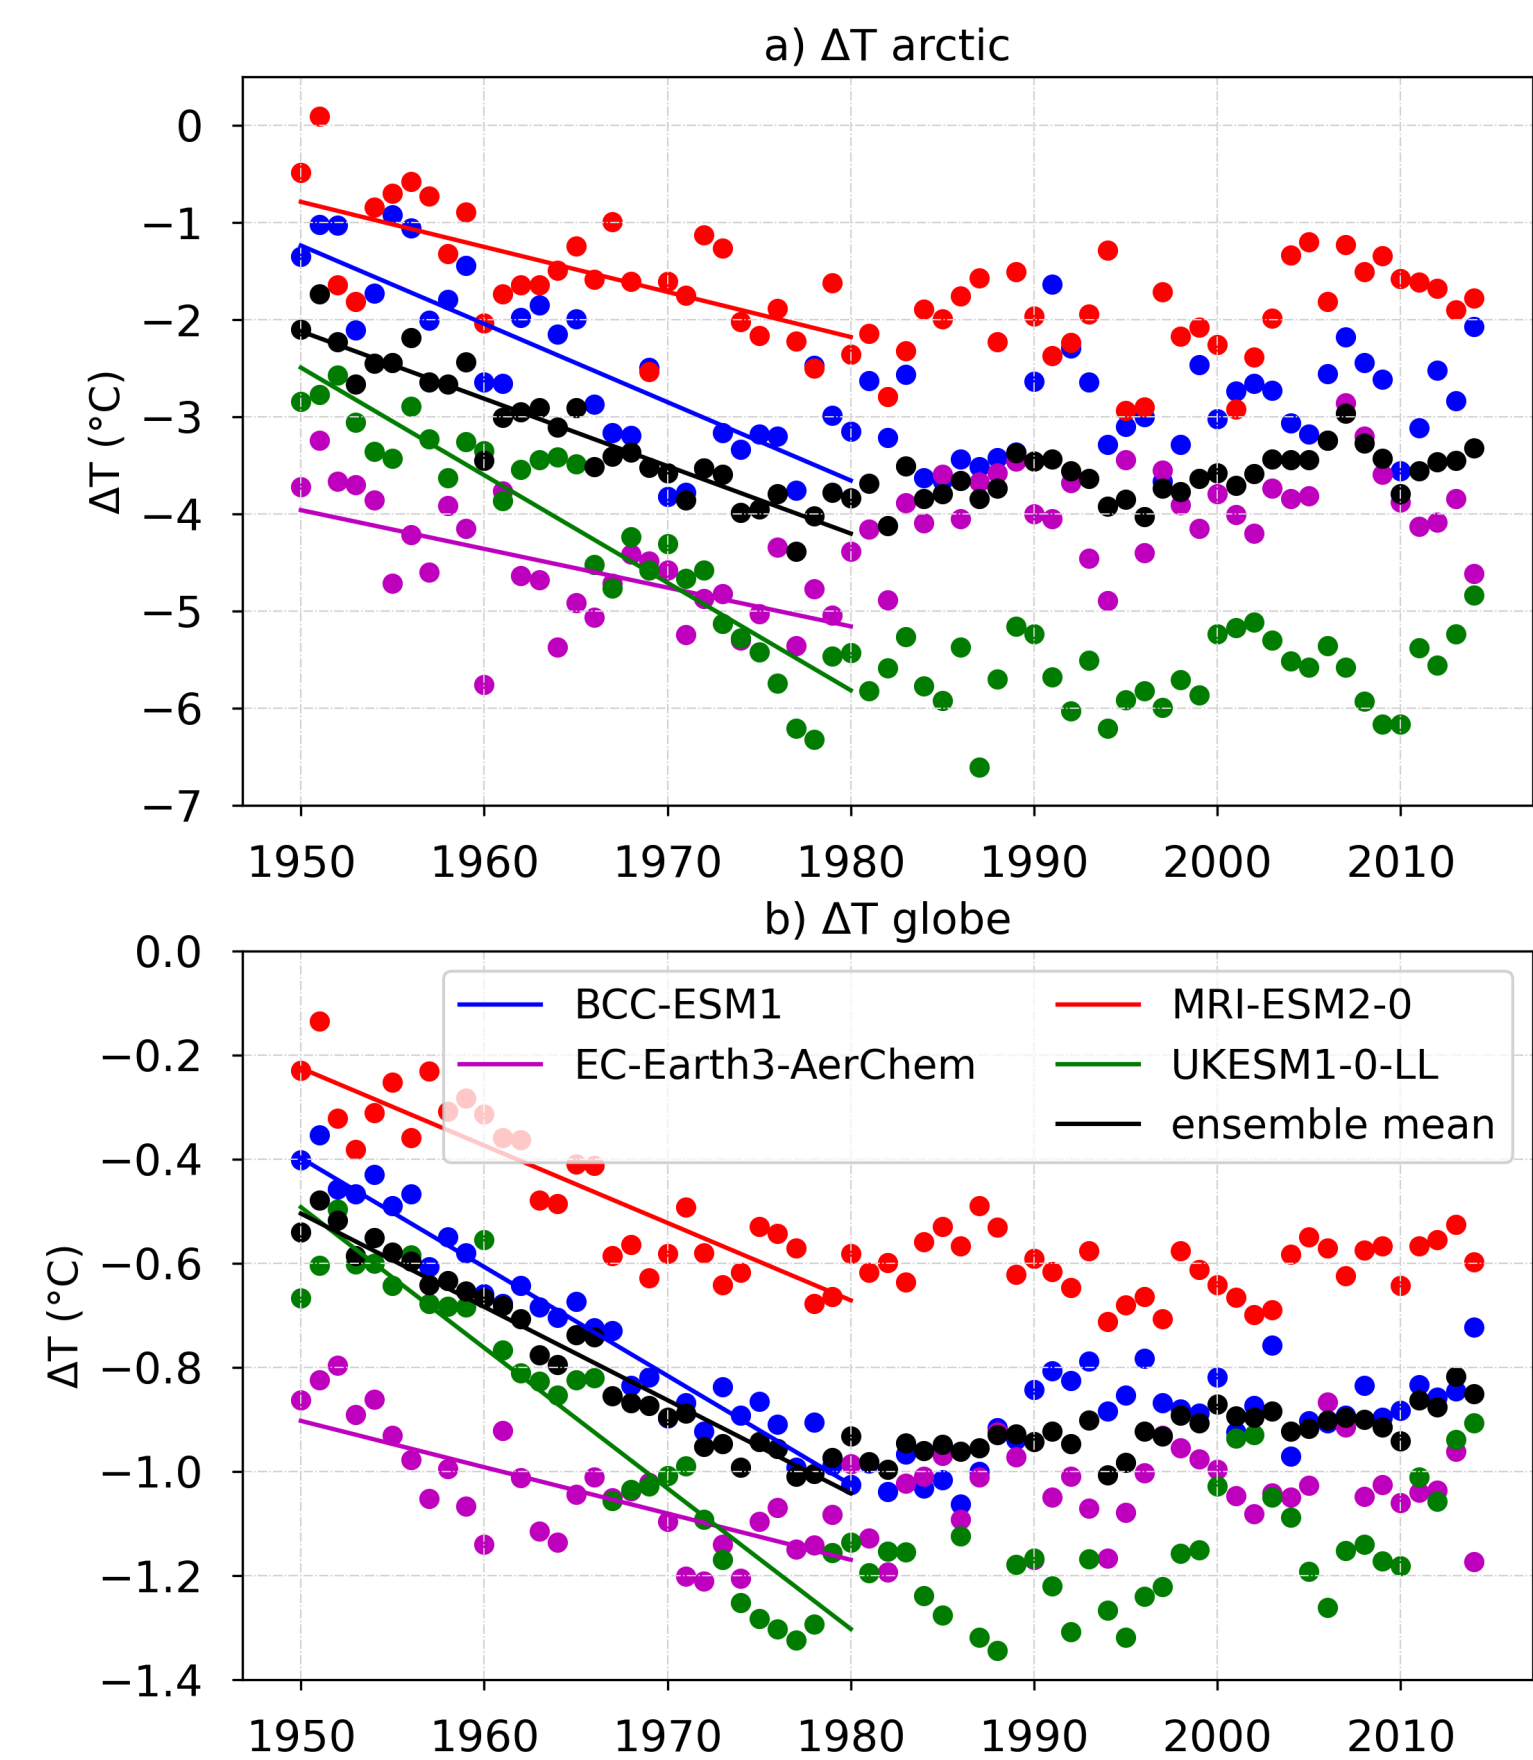 a) ΔT arctic
0
−1
−2
−3
−4
−5
−6
−7
ΔT (°C)
1950 1960 1970 1980 1990 2000 2010
b) ΔT globe
0.0
−0.2
−0.4
−0.6
−0.8
−1.0
−1.2
−1.4
ΔT (°C)
BCC-ESM1
EC-Earth3-AerChem
MRI-ESM2-0
UKESM1-0-LL
ensemble mean
1950 1960 1970 1980 1990 2000 2010